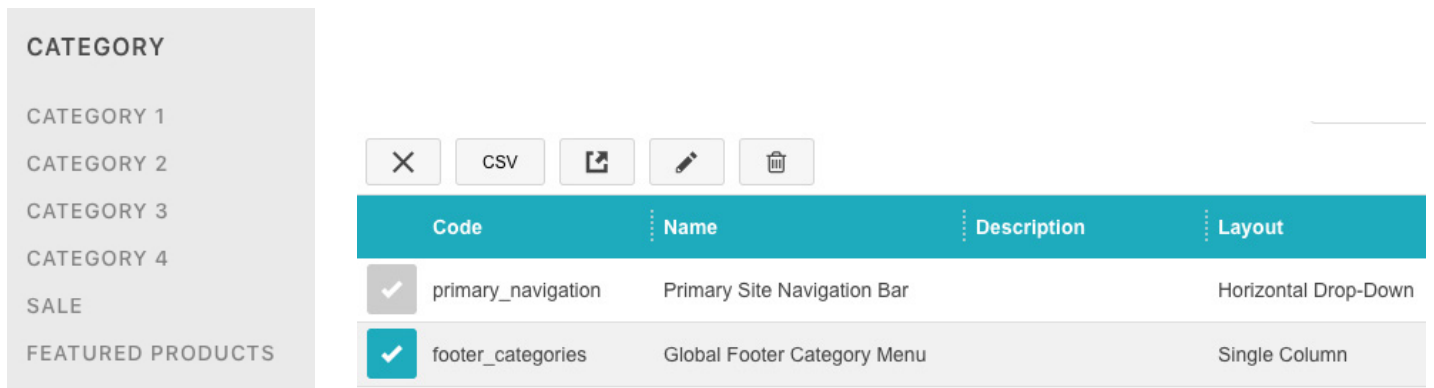 CATEGORY
CATEGORY 1
CATEGORY 2
CATEGORY 3
CATEGORY 4
SALE
FEATURED PRODUCTS
CSV
Code Name Description Layout
primary_navigation Primary Site Navigation Bar Horizontal Drop-Down
footer_categories Global Footer Category Menu Single Column